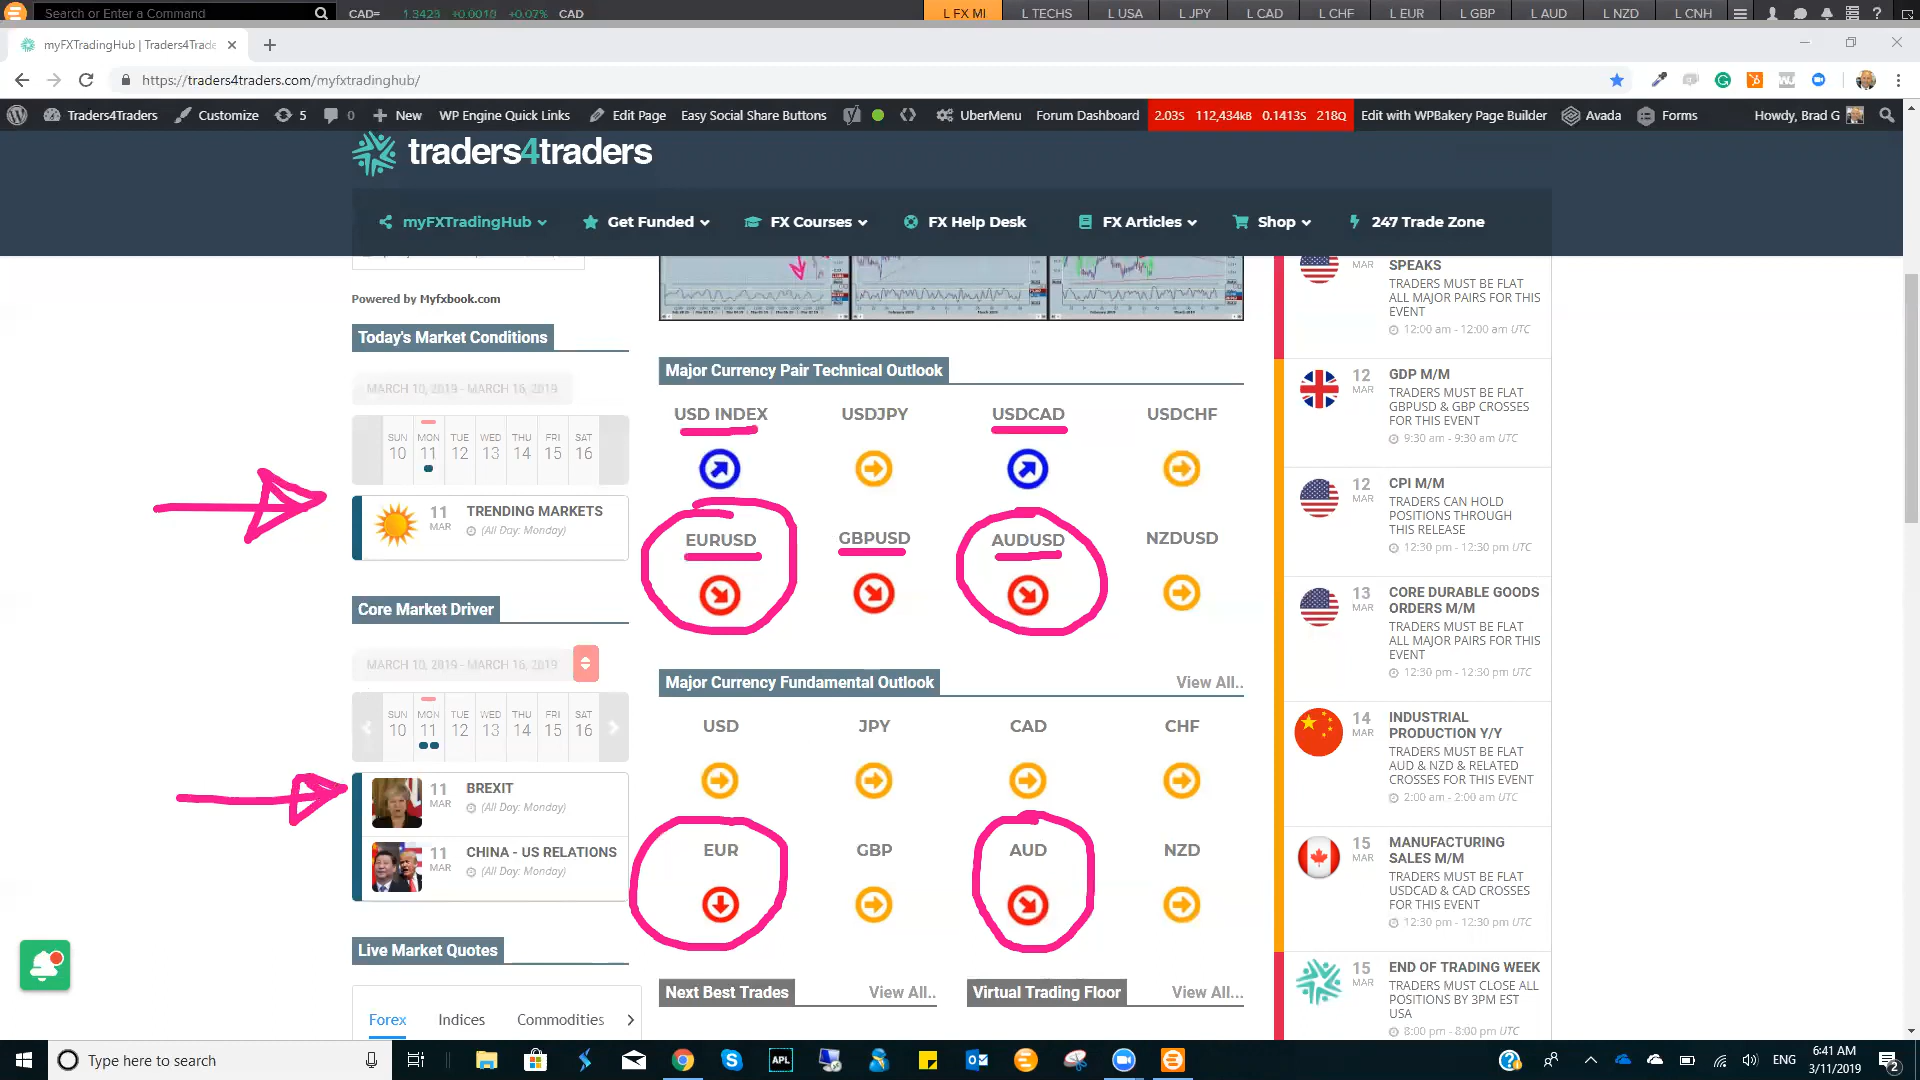 Search or Enter a Command
CAD= 1.3423 +0.0010 +0.07% CAD
L FX MI L TECHS L USA L JPY L CAD L CHF L EUR L GBP L AUD L NZD L CNH
myFXTradingHub | Traders4Trade
https://traders4traders.com/myfxtradinghub/
Traders4Traders Customize 5 0 New WP Engine Quick Links Edit Page Easy Social Share Buttons UberMenu Forum Dashboard 2.03S 112,434kB 0.1413S 218Q Edit with WPBakery Page Builder Avada Forms Howdy, Brad G
traders4traders
myFXTradingHub Get Funded FX Courses FX Help Desk FX Articles Shop 247 Trade Zone
Powered by Myfxbook.com
Today's Market Conditions
MARCH 10, 2019 - MARCH 16, 2019
SUN MON TUE WED THU FRI SAT
10 11 12 13 14 15 16
11 MAR TRENDING MARKETS
(All Day: Monday)
Core Market Driver
MARCH 10, 2019 - MARCH 16, 2019
SUN MON TUE WED THU FRI SAT
10 11 12 13 14 15 16
11 MAR BREXIT
(All Day: Monday)
11 MAR CHINA - US RELATIONS
(All Day: Monday)
Live Market Quotes
Forex Indices Commodities
Major Currency Pair Technical Outlook
USD INDEX USDJPY USDCAD USDCHF
EURUSD GBPUSD AUDUSD NZDUSD
Major Currency Fundamental Outlook View All..
USD JPY CAD CHF
EUR GBP AUD NZD
Next Best Trades View All..
Virtual Trading Floor View All...
MAR SPEAKS
TRADERS MUST BE FLAT
ALL MAJOR PAIRS FOR THIS
EVENT
12:00 am - 12:00 am UTC
12 MAR GDP M/M
TRADERS MUST BE FLAT
GBPUSD & GBP CROSSES
FOR THIS EVENT
9:30 am - 9:30 am UTC
12 MAR CPI M/M
TRADERS CAN HOLD
POSITIONS THROUGH
THIS RELEASE
12:30 pm - 12:30 pm UTC
13 MAR CORE DURABLE GOODS
ORDERS M/M
TRADERS MUST BE FLAT
ALL MAJOR PAIRS FOR THIS
EVENT
12:30 pm - 12:30 pm UTC
14 MAR INDUSTRIAL
PRODUCTION Y/Y
TRADERS MUST BE FLAT
AUD & NZD & RELATED
CROSSES FOR THIS EVENT
2:00 am - 2:00 am UTC
15 MAR MANUFACTURING
SALES M/M
TRADERS MUST BE FLAT
USDCAD & CAD CROSSES
FOR THIS EVENT
12:30 pm - 12:30 pm UTC
15 MAR END OF TRADING WEEK
TRADERS MUST CLOSE ALL
POSITIONS BY 3PM EST
USA
8:00 pm - 8:00 pm UTC
Type here to search
APL
ENG
6:41 AM
3/11/2019
2